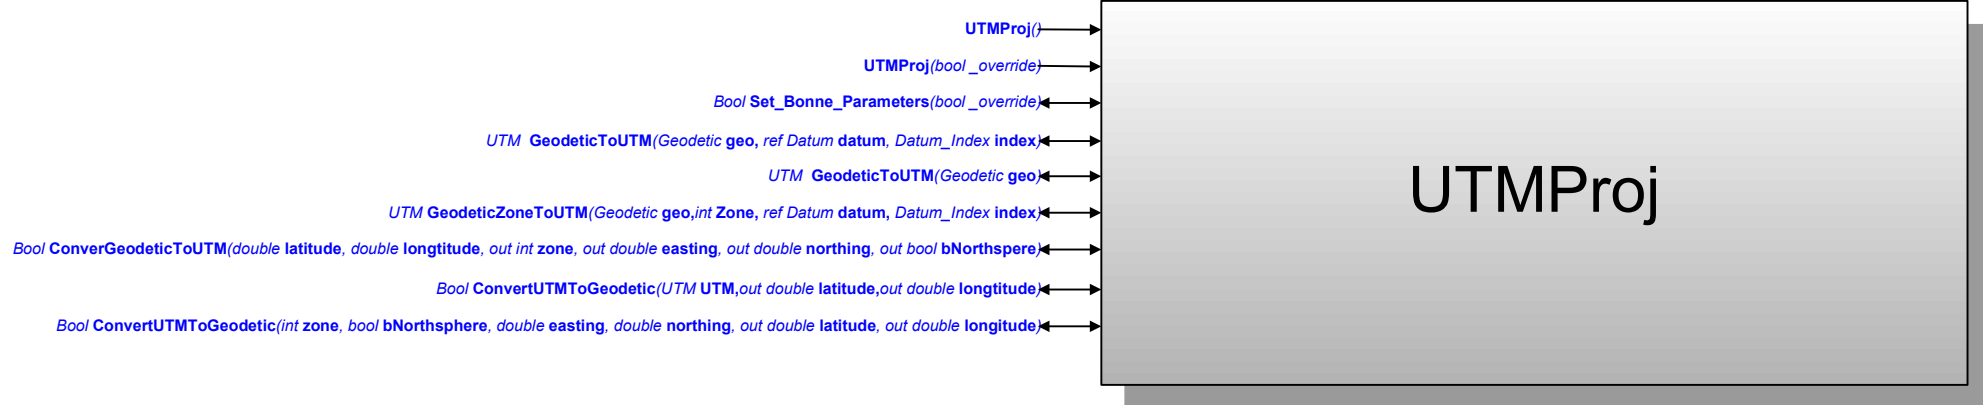 UTMProj()
UTMProj(bool _override)
Bool Set_Bonne_Parameters(bool _override)
UTM GeodeticToUTM(Geodetic geo, ref Datum datum, Datum_Index index)
UTM GeodeticToUTM(Geodetic geo)
UTM GeodeticZoneToUTM(Geodetic geo,int Zone, ref Datum datum, Datum_Index index)
Bool ConverGeodeticToUTM(double latitude, double longtitude, out int zone, out double easting, out double northing, out bool bNorthspere)
Bool ConvertUTMToGeodetic(UTM UTM,out double latitude,out double longtitude)
Bool ConvertUTMToGeodetic(int zone, bool bNorthsphere, double easting, double northing, out double latitude, out double longitude)
UTMProj